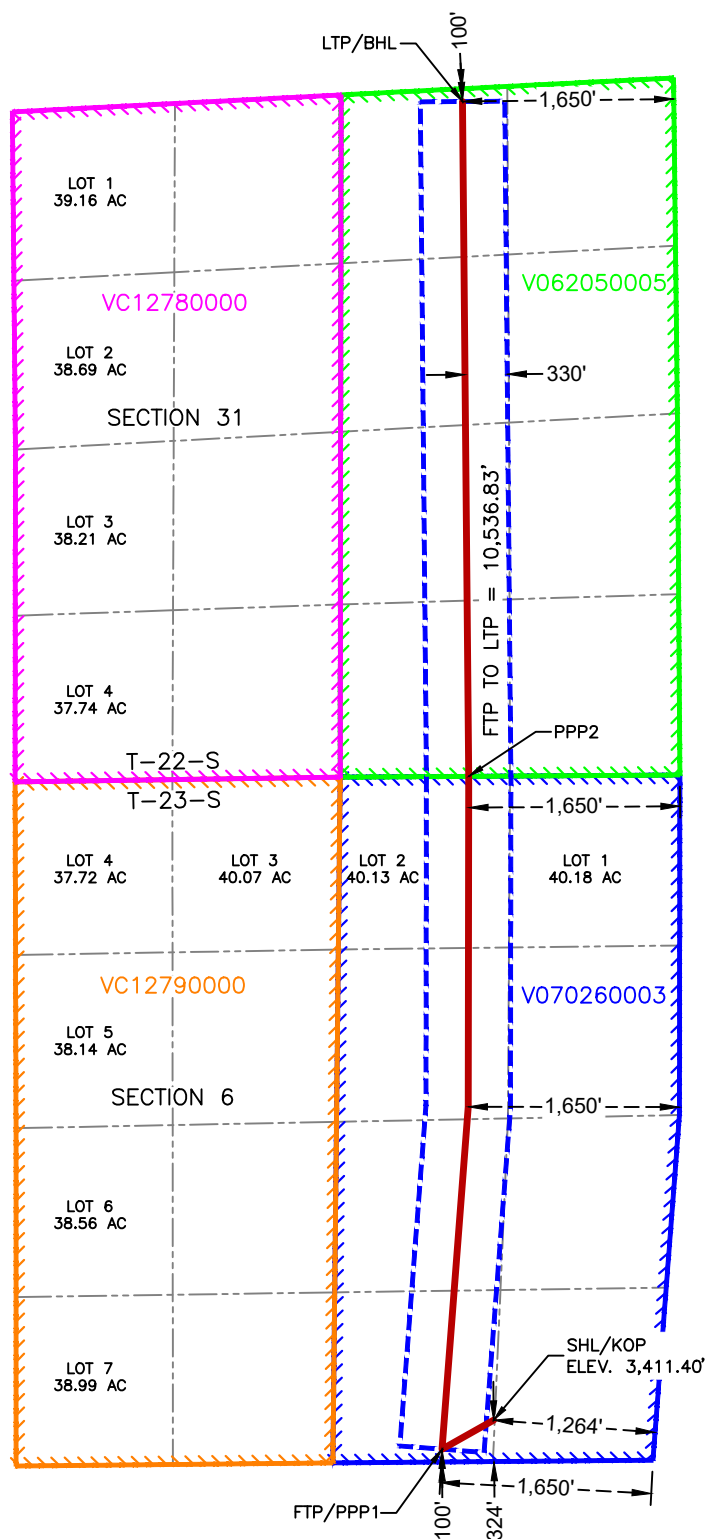 LTP/BHL
100'
1,650'
LOT 1
39.16 AC
VC12780000
V062050005
LOT 2
38.69 AC
330'
SECTION 31
FTP TO LTP = 10,536.83'
LOT 3
38.21 AC
LOT 4
37.74 AC
PPP2
T-22-S
T-23-S
1,650'
LOT 4
37.72 AC
LOT 3
40.07 AC
LOT 2
40.13 AC
LOT 1
40.18 AC
VC12790000
V070260003
LOT 5
38.14 AC
SECTION 6
1,650'
LOT 6
38.56 AC
SHL/KOP
ELEV. 3,411.40'
LOT 7
38.99 AC
1,264'
1,650'
FTP/PPP1
100'
324'